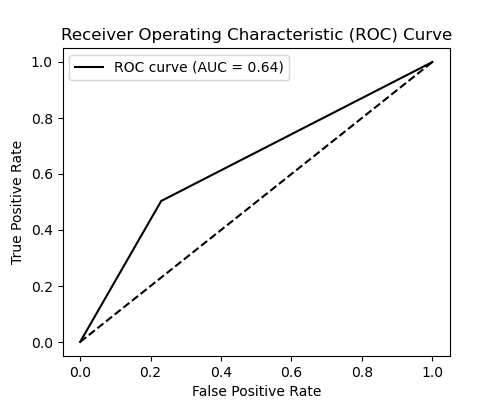 Receiver Operating Characteristic (ROC) Curve
ROC curve (AUC = 0.64)
True Positive Rate
1.0
0.8
0.6
0.4
0.2
0.0
0.0 0.2 0.4 0.6 0.8 1.0
False Positive Rate